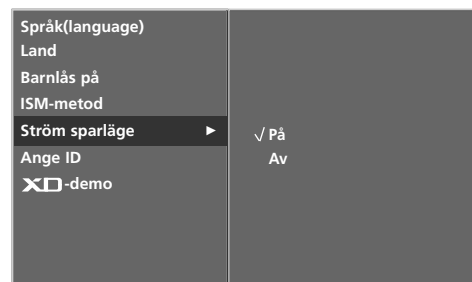 Språk(language)
Land
Barnlås på
ISM-metod
Ström sparläge ►
Ange ID
XD-demo
√ På
Av